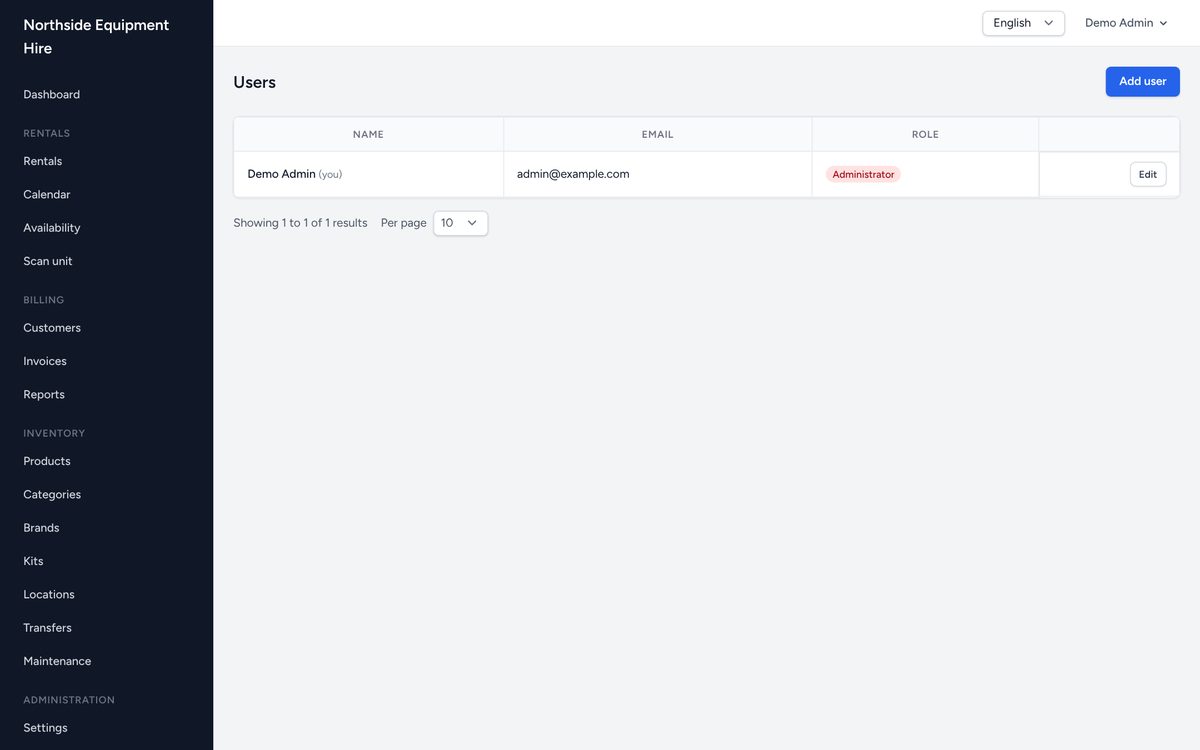 Northside Equipment
Hire
English
Demo Admin
Dashboard
RENTALS
Rentals
Calendar
Availability
Scan unit
BILLING
Customers
Invoices
Reports
INVENTORY
Products
Categories
Brands
Kits
Locations
Transfers
Maintenance
ADMINISTRATION
Settings
Users
Add user
NAME EMAIL ROLE
Demo Admin (you) admin@example.com Administrator Edit
Showing 1 to 1 of 1 results Per page 10